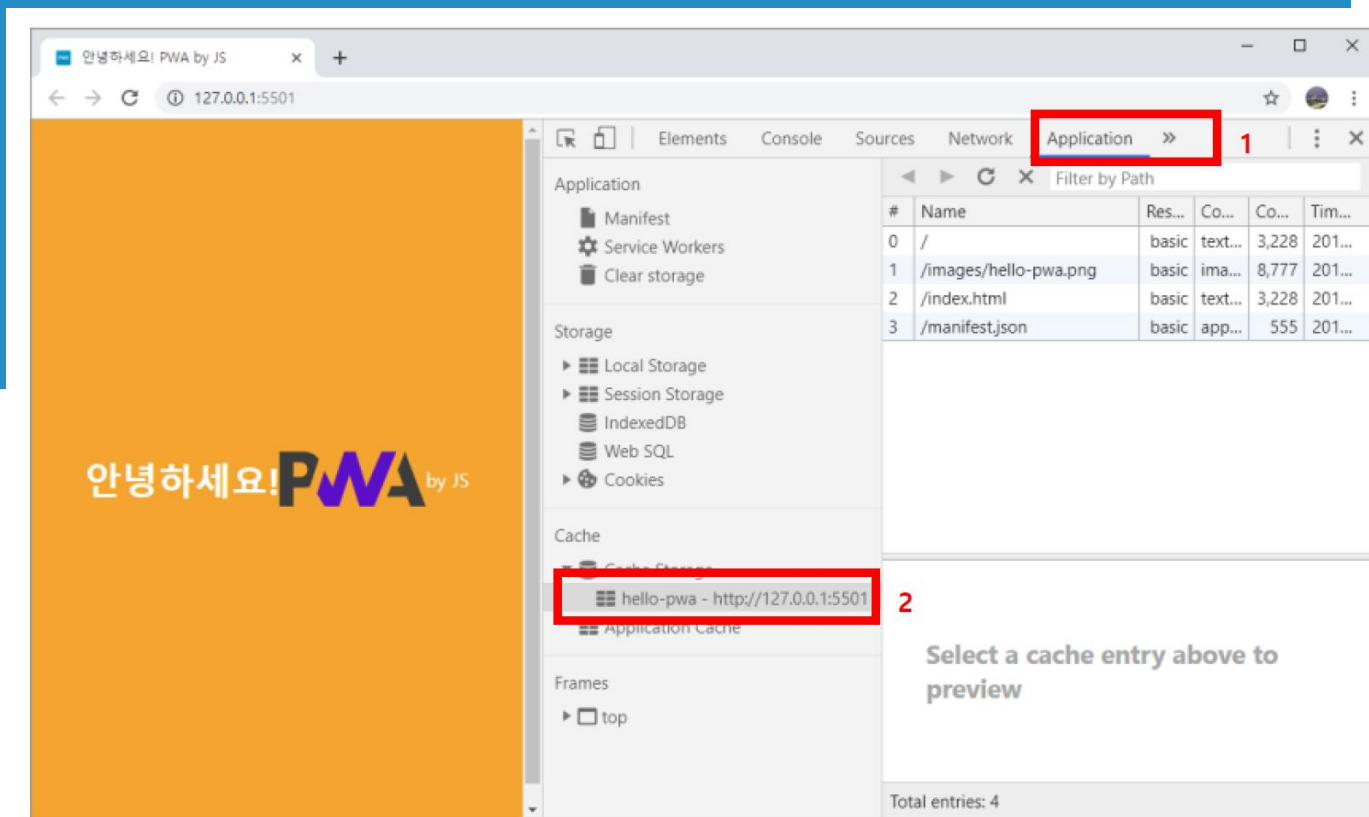 안녕하세요! PWA by JS
127.0.0.1:5501
Elements Console Sources Network Application » 1
Application
Manifest
Service Workers
Clear storage
Storage
Local Storage
Session Storage
IndexedDB
Web SQL
Cookies
Cache
Cache Storage
hello-pwa - http://127.0.0.1:5501 2
Application Cache
Frames
top
Filter by Path
# Name Res... Co... Co... Tim...
0 / basic text... 3,228 201...
1 /images/hello-pwa.png basic ima... 8,777 201...
2 /index.html basic text... 3,228 201...
3 /manifest.json basic app... 555 201...
Select a cache entry above to
preview
Total entries: 4
안녕하세요! PWA by JS